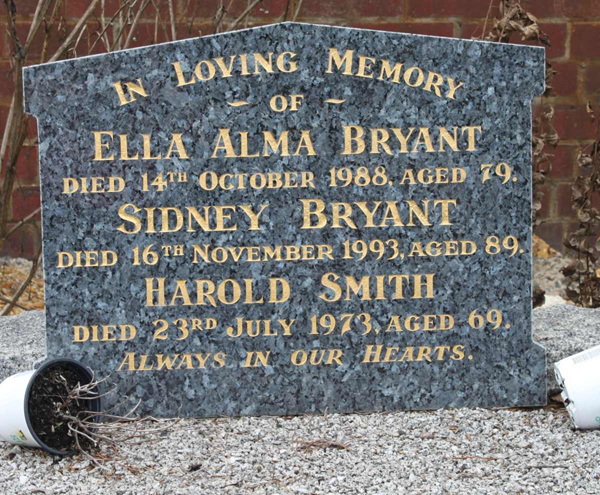 IN LOVING MEMORY
~ OF ~
ELLA ALMA BRYANT
DIED 14TH OCTOBER 1988, AGED 79.
SIDNEY BRYANT
DIED 16TH NOVEMBER 1993, AGED 89.
HAROLD SMITH
DIED 23RD JULY 1973, AGED 69.
ALWAYS IN OUR HEARTS.